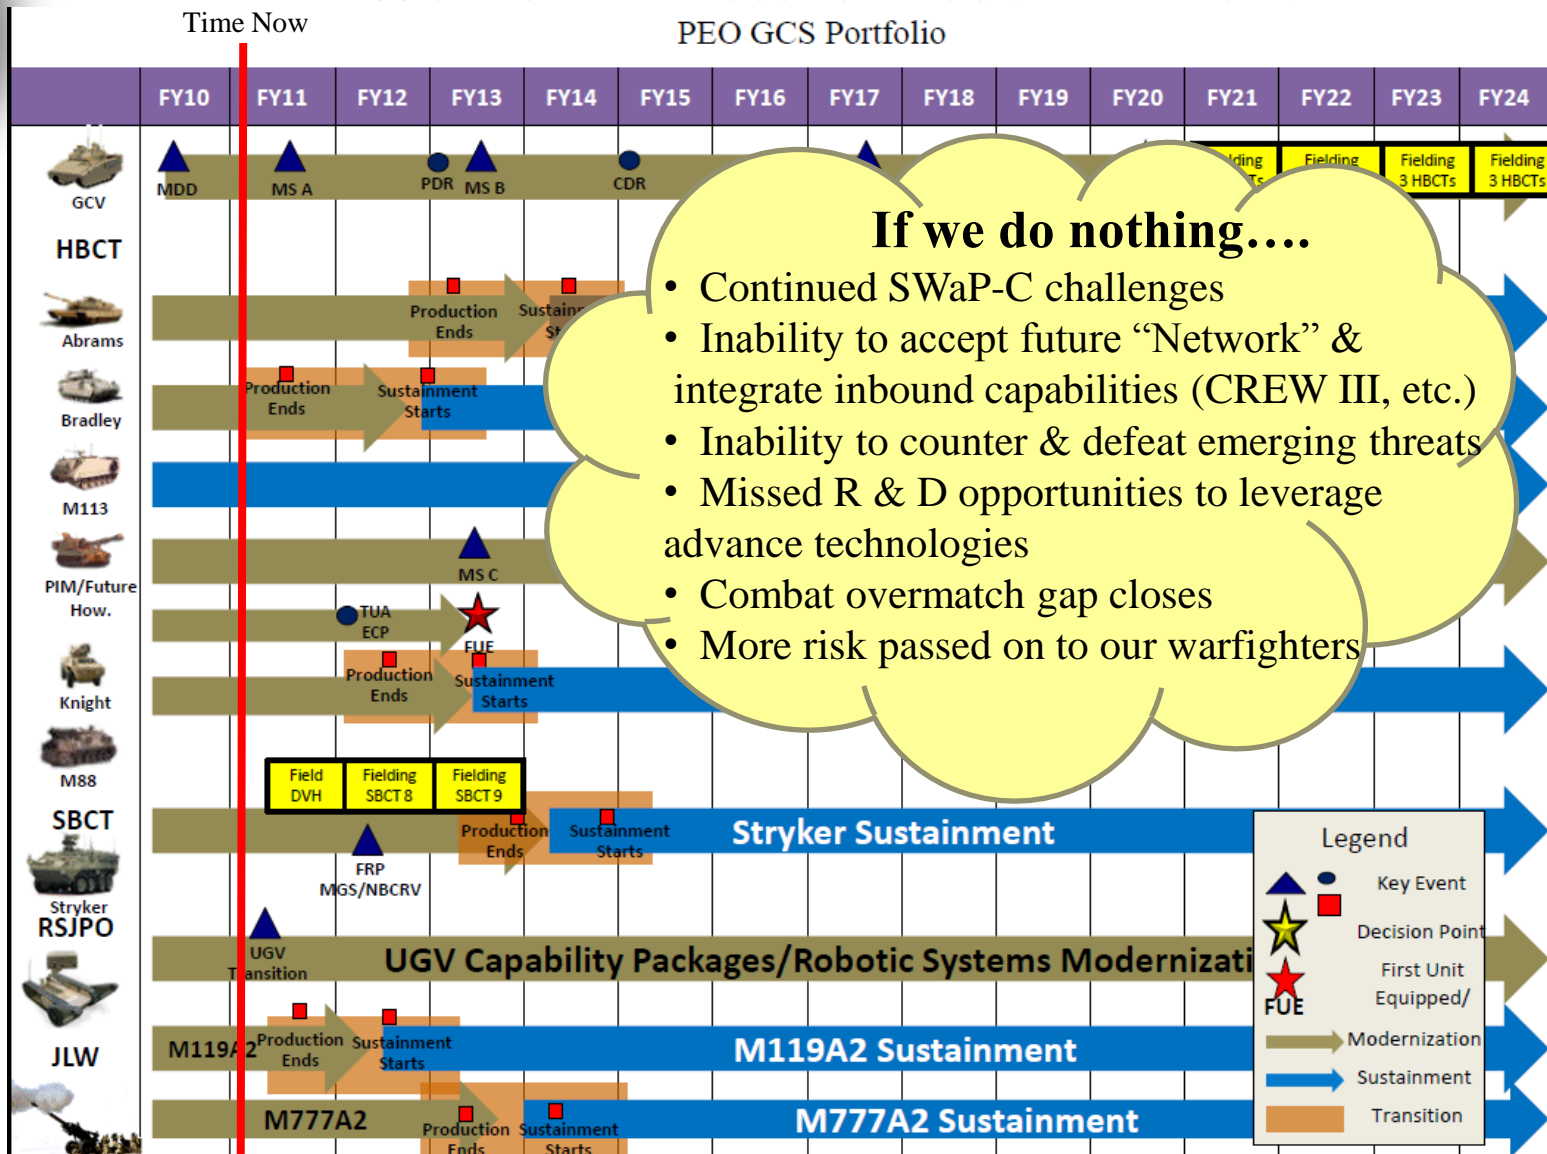 Time Now
PEO GCS Portfolio
FY10 FY11 FY12 FY13 FY14 FY15 FY16 FY17 FY18 FY19 FY20 FY21 FY22 FY23 FY24
GCV
MDD
MS A
PDR
MS B
CDR
Fielding
Fielding
3 HBCTs
Fielding
3 HBCTs
HBCT
If we do nothing....
• Continued SWaP-C challenges
• Inability to accept future “Network” &
integrate inbound capabilities (CREW III, etc.)
• Inability to counter & defeat emerging threats
• Missed R & D opportunities to leverage
advance technologies
• Combat overmatch gap closes
• More risk passed on to our warfighters
Abrams
Production
Ends
Bradley
Production
Ends
Sustainment
Starts
M113
PIM/Future
How.
MS C
TUA
ECP
FUE
Knight
Production
Ends
Sustainment
Starts
M88
Field
DVH
Fielding
SBCT 8
Fielding
SBCT 9
SBCT
Stryker
Production
Ends
Sustainment
Starts
Stryker Sustainment
FRP
MGS/NBCRV
RSJPO
UGV
Transition
UGV Capability Packages/Robotic Systems Modernizati
JLW
M119A2
Production
Ends
Sustainment
Starts
M119A2 Sustainment
M777A2
Production
Ends
Sustainment
Starts
M777A2 Sustainment
Legend
Key Event
Decision Point
First Unit
Equipped/
FUE
Modernization
Sustainment
Transition